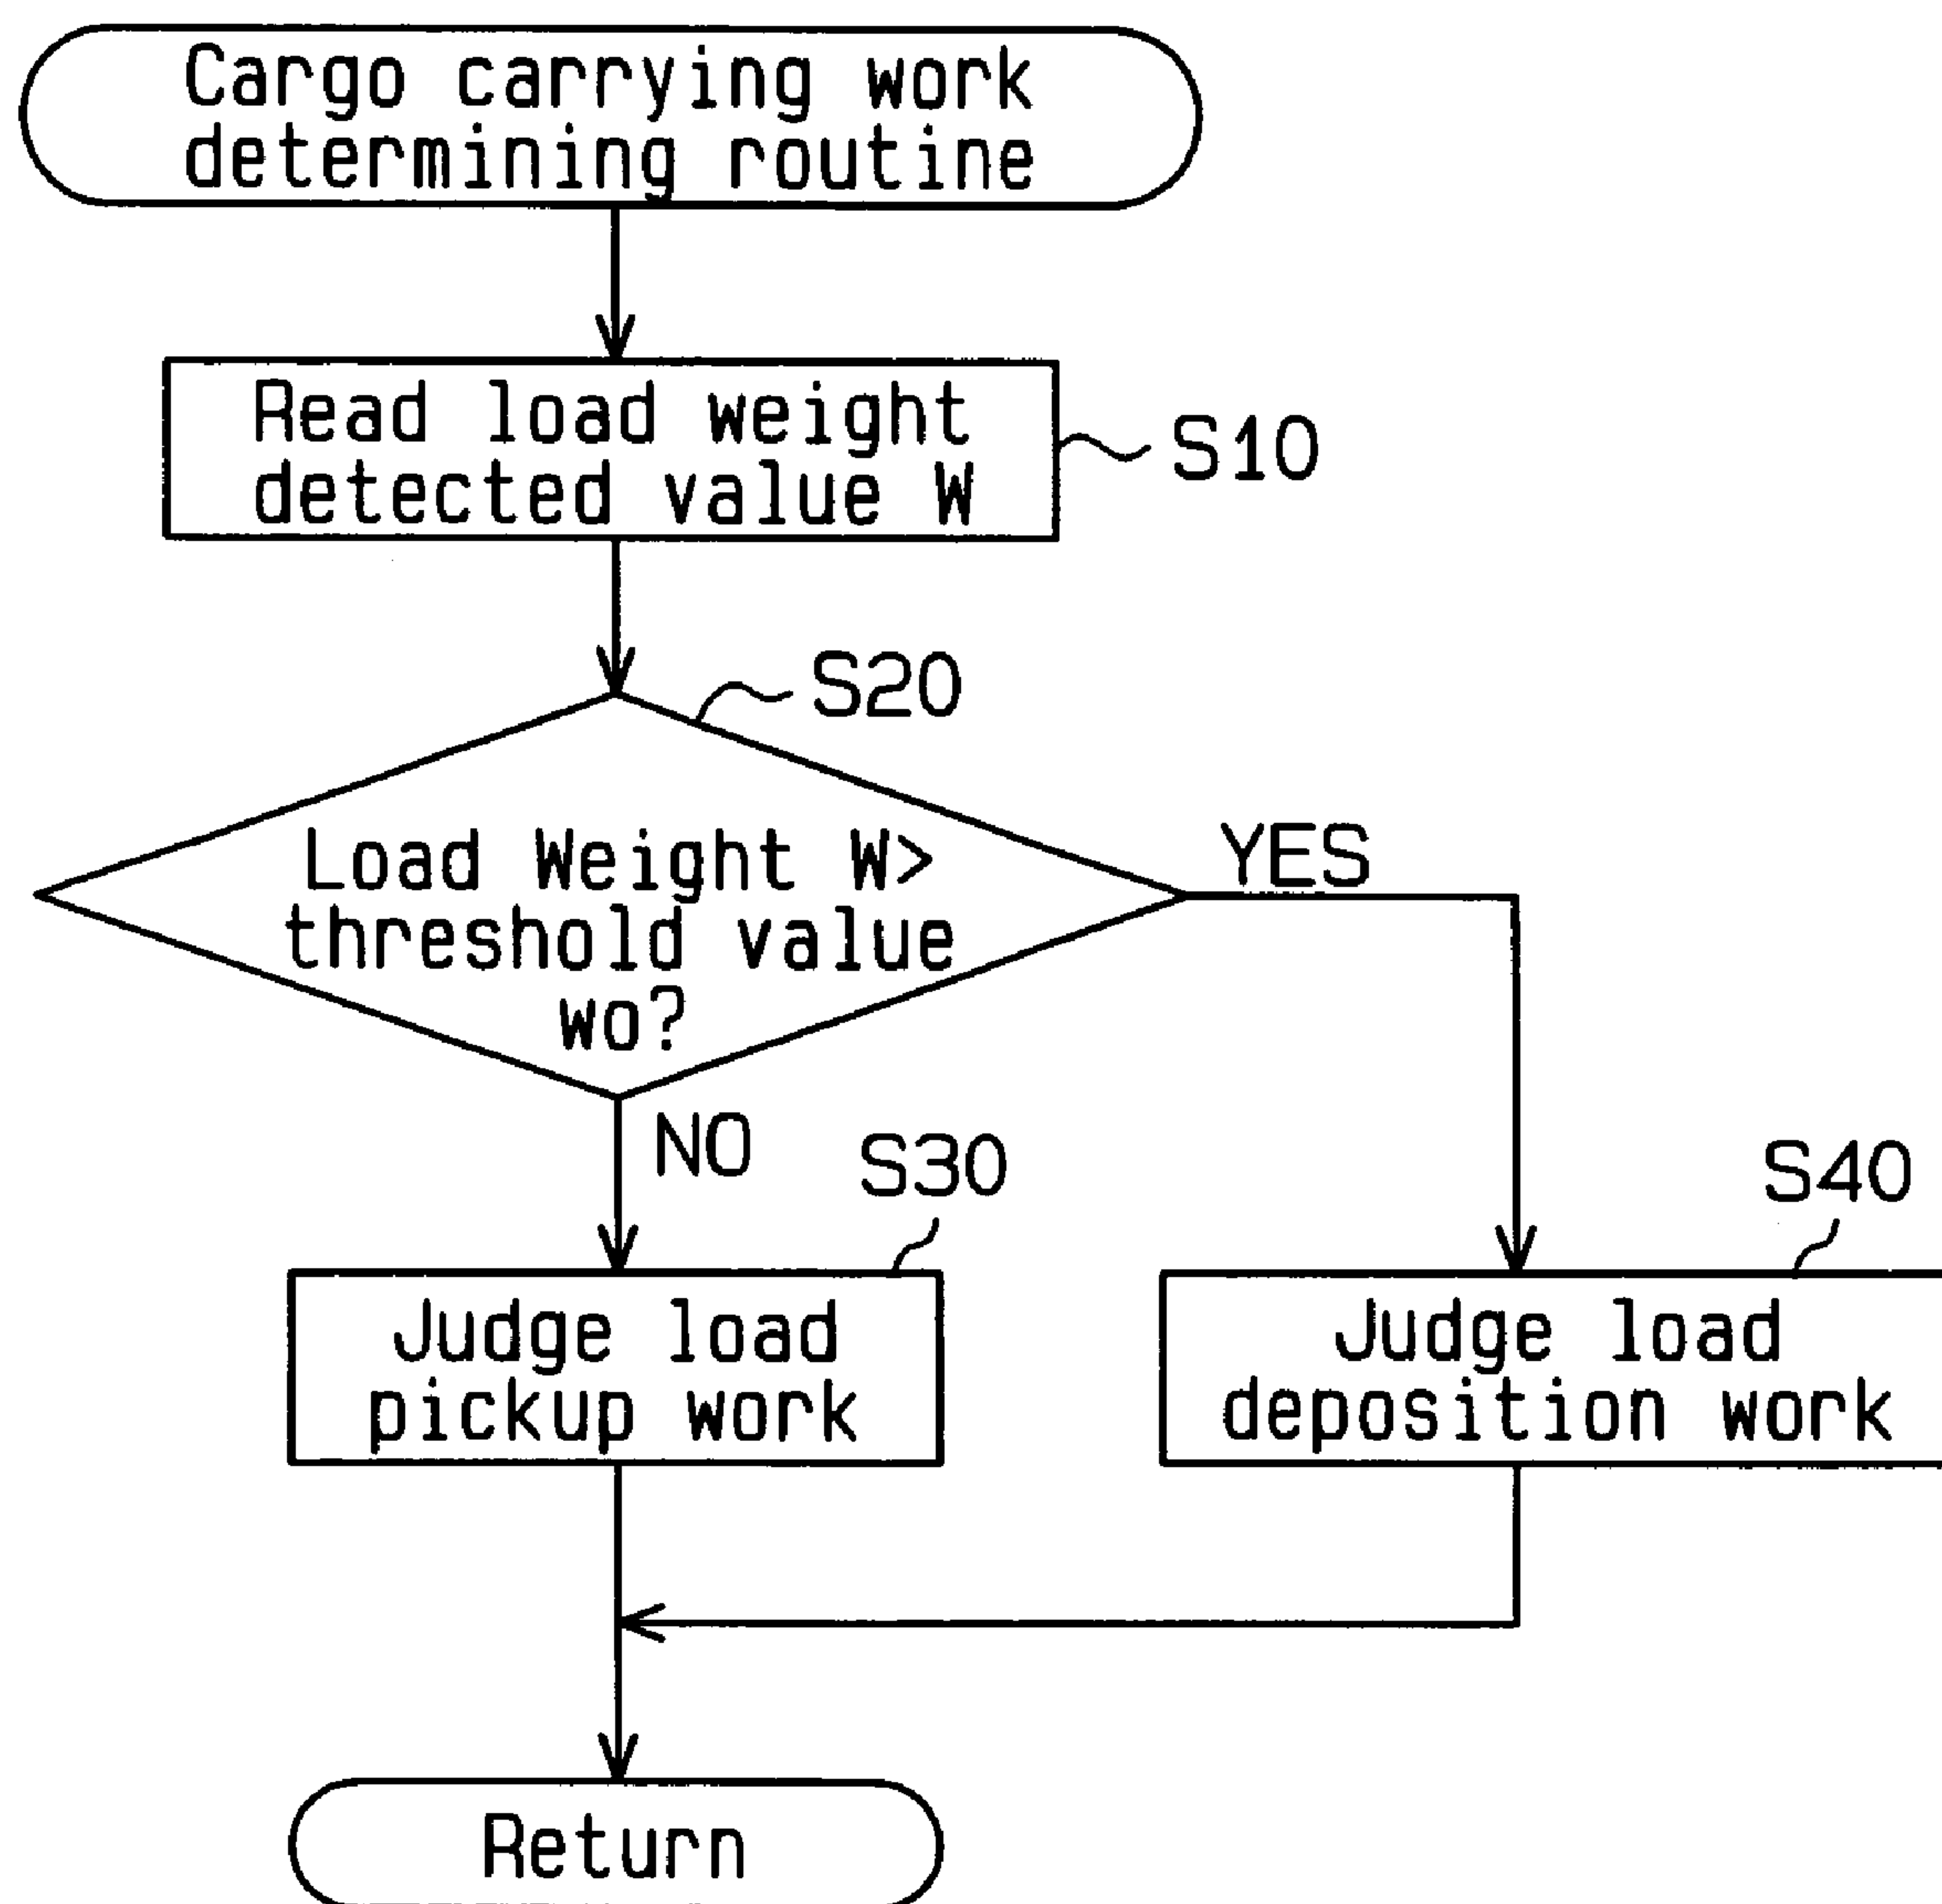 Cargo carrying work
determining routine
Read load weight
detected value W
S10
S20
Load Weight W>
threshold value
wo?
YES
NO
S30
S40
Judge load
pickup work
Judge load
deposition work
Return